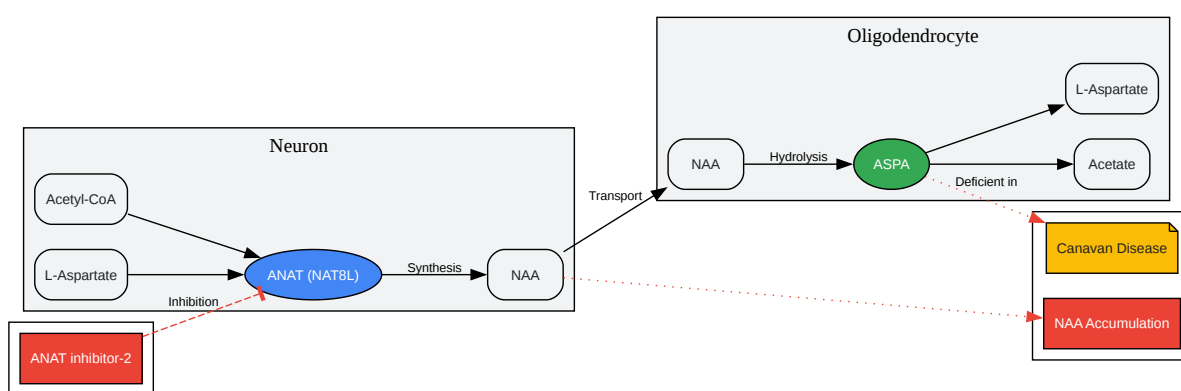 Oligodendrocyte
L-Aspartate
NAA
Hydrolysis
ASPA
Acetate
Deficient in
Neuron
Acetyl-CoA
L-Aspartate
ANAT (NAT8L)
Synthesis
NAA
Transport
Inhibition
ANAT inhibitor-2
Canavan Disease
NAA Accumulation